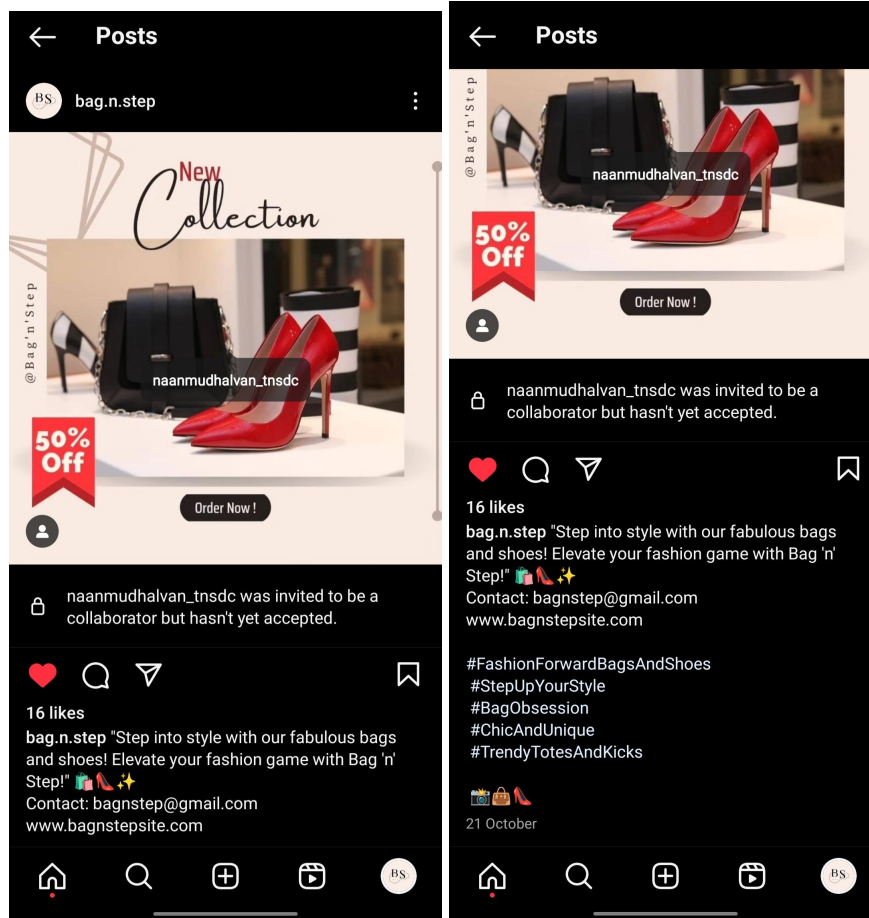 Posts
BS
bag.n.step
New
Collection
@Bag'n'Step
naanmudhalvan_tnsdc
50%
Off
Order Now !
naanmudhalvan_tnsdc was invited to be a
collaborator but hasn't yet accepted.
16 likes
bag.n.step "Step into style with our fabulous bags
and shoes! Elevate your fashion game with Bag 'n'
Step!" 🛍️👠✨
Contact: bagnstep@gmail.com
www.bagnstepsite.com
BS
Posts
@Bag'n'Step
naanmudhalvan_tnsdc
50%
Off
Order Now !
naanmudhalvan_tnsdc was invited to be a
collaborator but hasn't yet accepted.
16 likes
bag.n.step "Step into style with our fabulous bags
and shoes! Elevate your fashion game with Bag 'n'
Step!" 🛍️👠✨
Contact: bagnstep@gmail.com
www.bagnstepsite.com
#FashionForwardBagsAndShoes
#StepUpYourStyle
#BagObsession
#ChicAndUnique
#TrendyTotesAndKicks
📸👜👠
21 October
BS